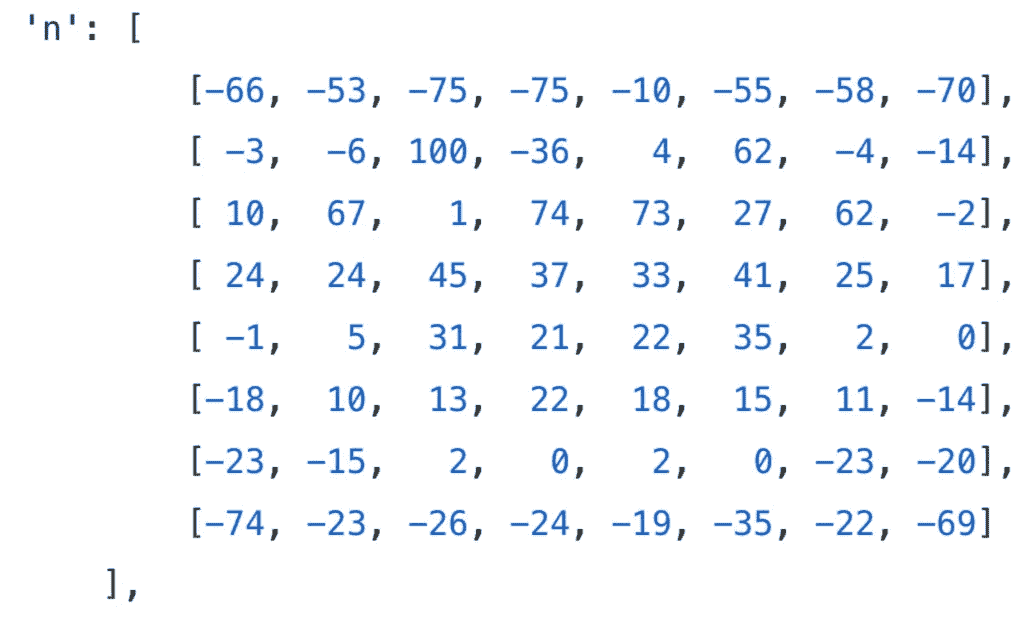 'n': [
[-66, -53, -75, -75, -10, -55, -58, -70],
[ -3, -6, 100, -36, 4, 62, -4, -14],
[ 10, 67, 1, 74, 73, 27, 62, -2],
[ 24, 24, 45, 37, 33, 41, 25, 17],
[ -1, 5, 31, 21, 22, 35, 2, 0],
[-18, 10, 13, 22, 18, 15, 11, -14],
[-23, -15, 2, 0, 2, 0, -23, -20],
[-74, -23, -26, -24, -19, -35, -22, -69]
],